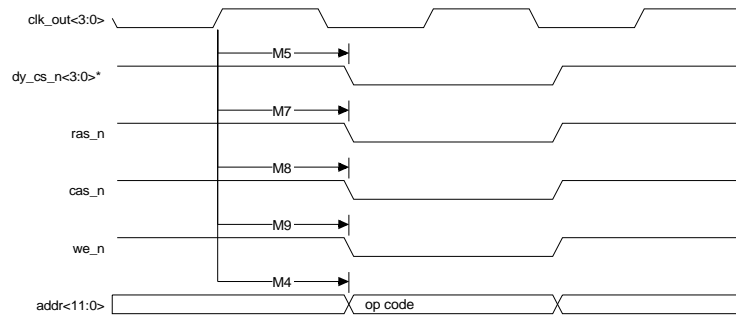 clk_out<3:0>
M5
dy_cs_n<3:0>*
M7
ras_n
M8
cas_n
M9
we_n
M4
addr<11:0>
op code